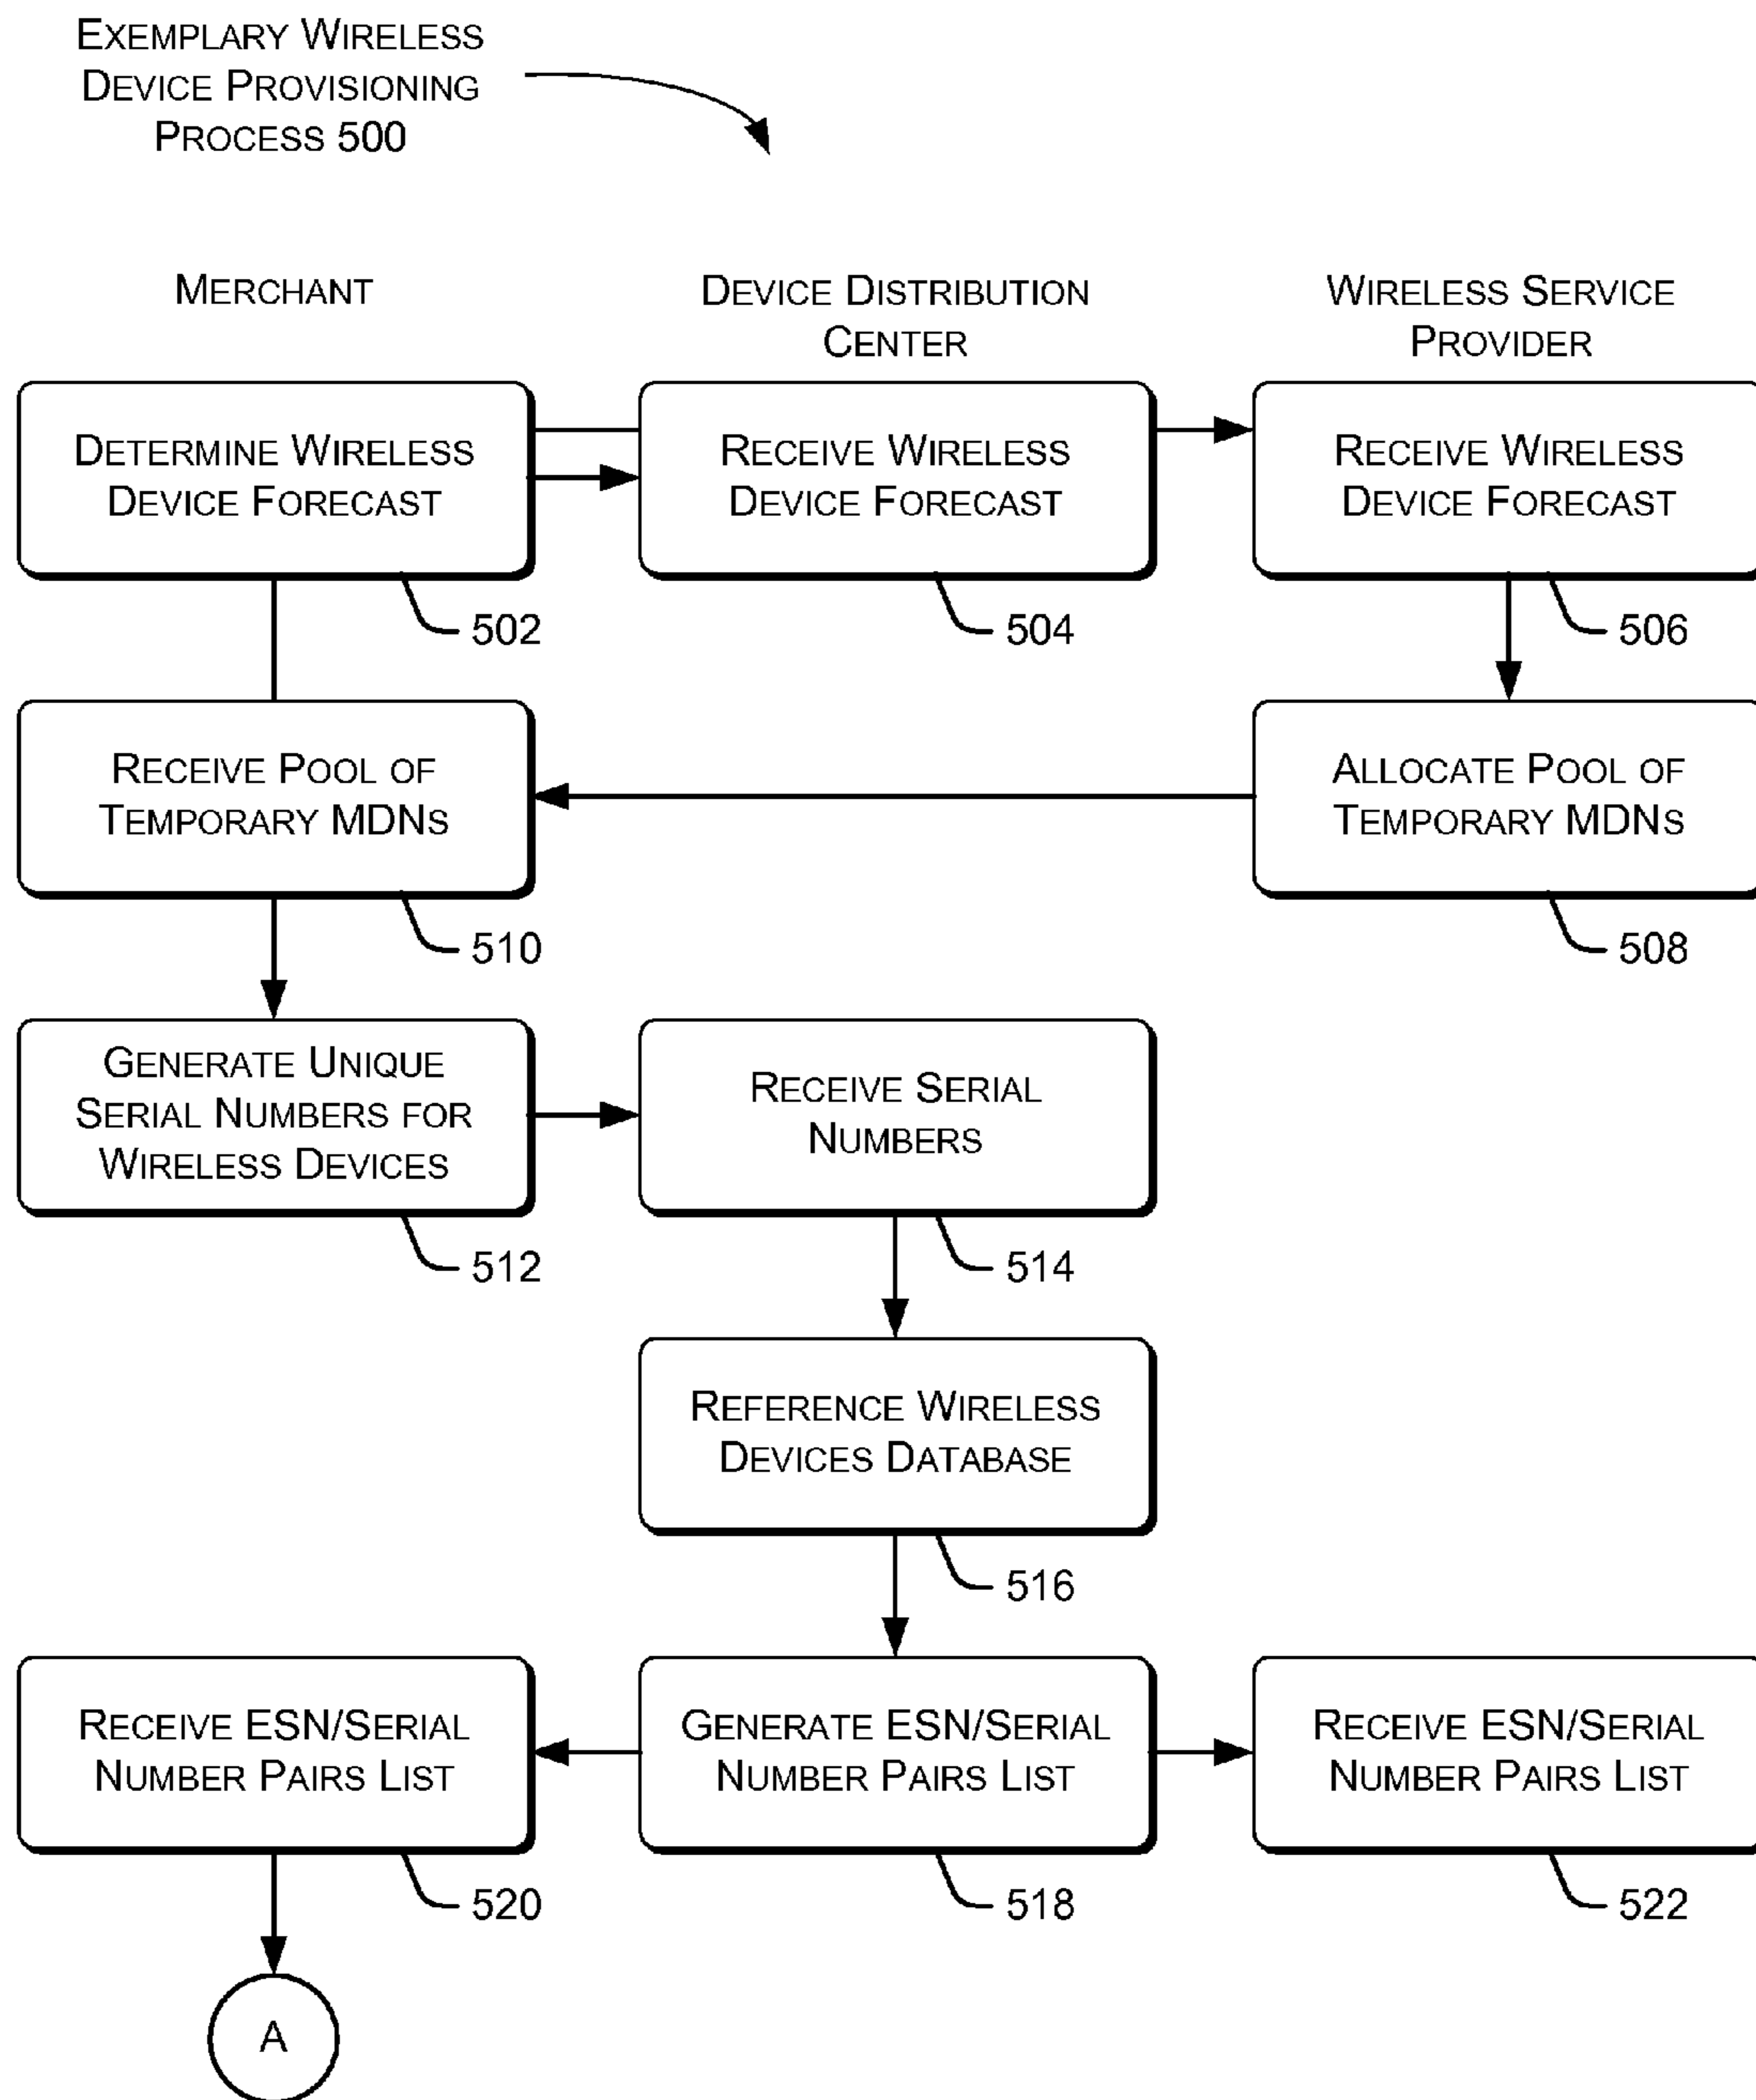 EXEMPLARY WIRELESS
DEVICE PROVISIONING
PROCESS 500
MERCHANT
DEVICE DISTRIBUTION
CENTER
WIRELESS SERVICE
PROVIDER
DETERMINE WIRELESS
DEVICE FORECAST
502
RECEIVE WIRELESS
DEVICE FORECAST
504
RECEIVE WIRELESS
DEVICE FORECAST
506
RECEIVE POOL OF
TEMPORARY MDNS
510
ALLOCATE POOL OF
TEMPORARY MDNS
508
GENERATE UNIQUE
SERIAL NUMBERS FOR
WIRELESS DEVICES
512
RECEIVE SERIAL
NUMBERS
514
REFERENCE WIRELESS
DEVICES DATABASE
516
RECEIVE ESN/SERIAL
NUMBER PAIRS LIST
520
GENERATE ESN/SERIAL
NUMBER PAIRS LIST
518
RECEIVE ESN/SERIAL
NUMBER PAIRS LIST
522
A